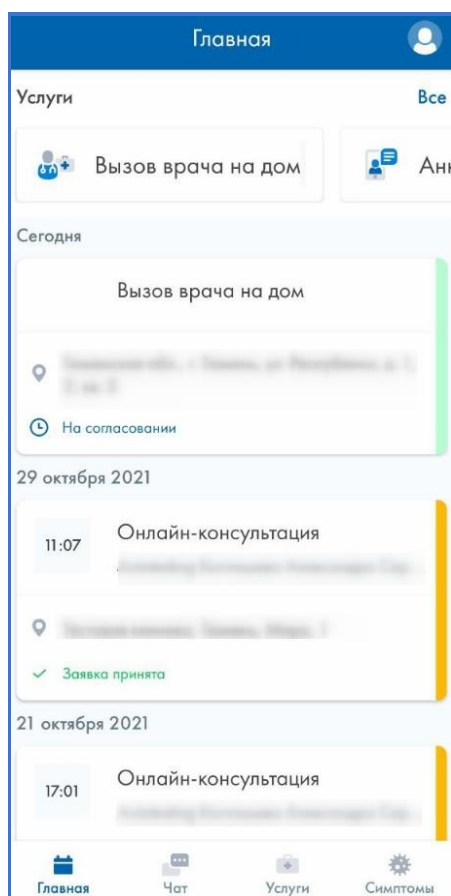 Главная
Услуги
Все
Вызов врача на дом
Сегодня
Вызов врача на дом
На согласовании
29 октября 2021
11:07
Онлайн-консультация
Заявка принята
21 октября 2021
17:01
Онлайн-консультация
Главная
Чат
Услуги
Симптомы